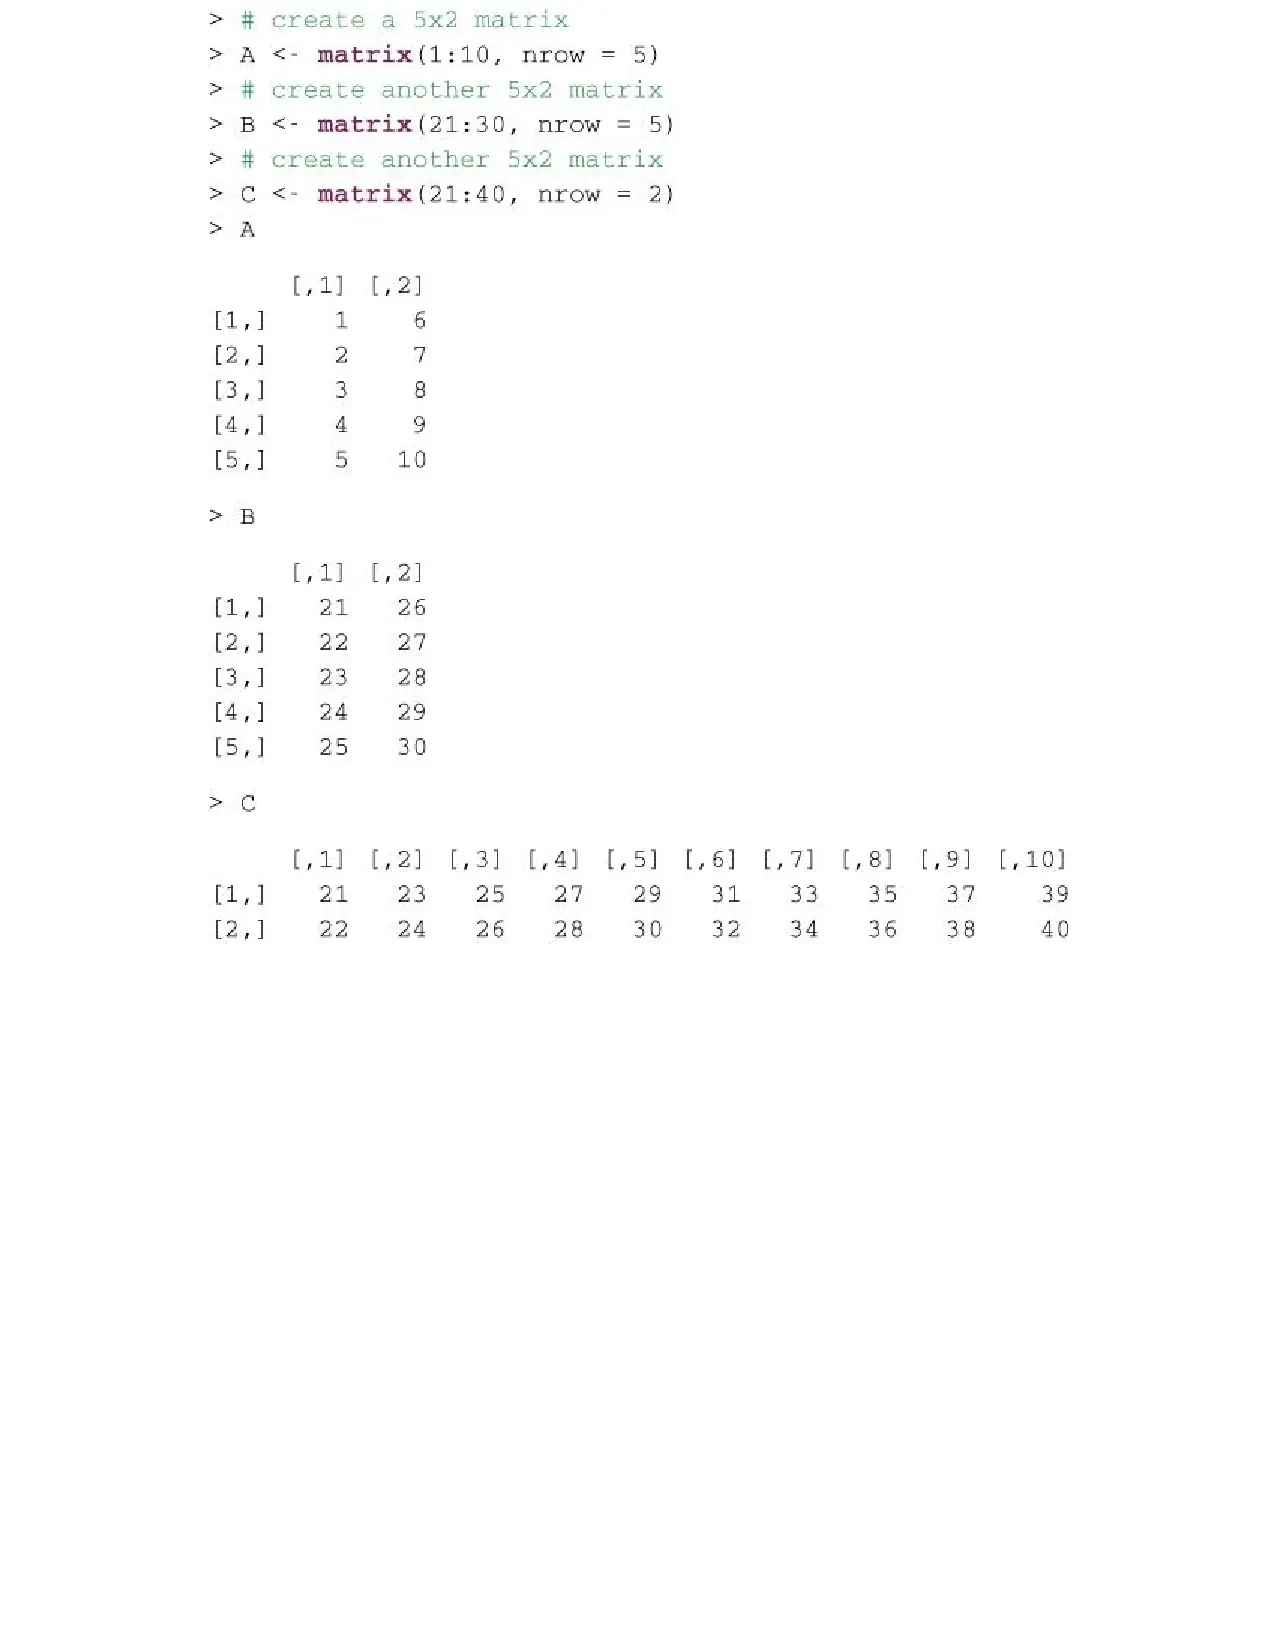 > # create a 5x2 matrix
> A <- matrix(1:10, nrow = 5)
> # create another 5x2 matrix
> B <- matrix(21:30, nrow = 5)
> # create another 5x2 matrix
> C <- matrix(21:40, nrow = 2)
> A
[,1] [,2]
[1,] 1 6
[2,] 2 7
[3,] 3 8
[4,] 4 9
[5,] 5 10
> B
[,1] [,2]
[1,] 21 26
[2,] 22 27
[3,] 23 28
[4,] 24 29
[5,] 25 30
> C
[,1] [,2] [,3] [,4] [,5] [,6] [,7] [,8] [,9] [,10]
[1,] 21 23 25 27 29 31 33 35 37 39
[2,] 22 24 26 28 30 32 34 36 38 40